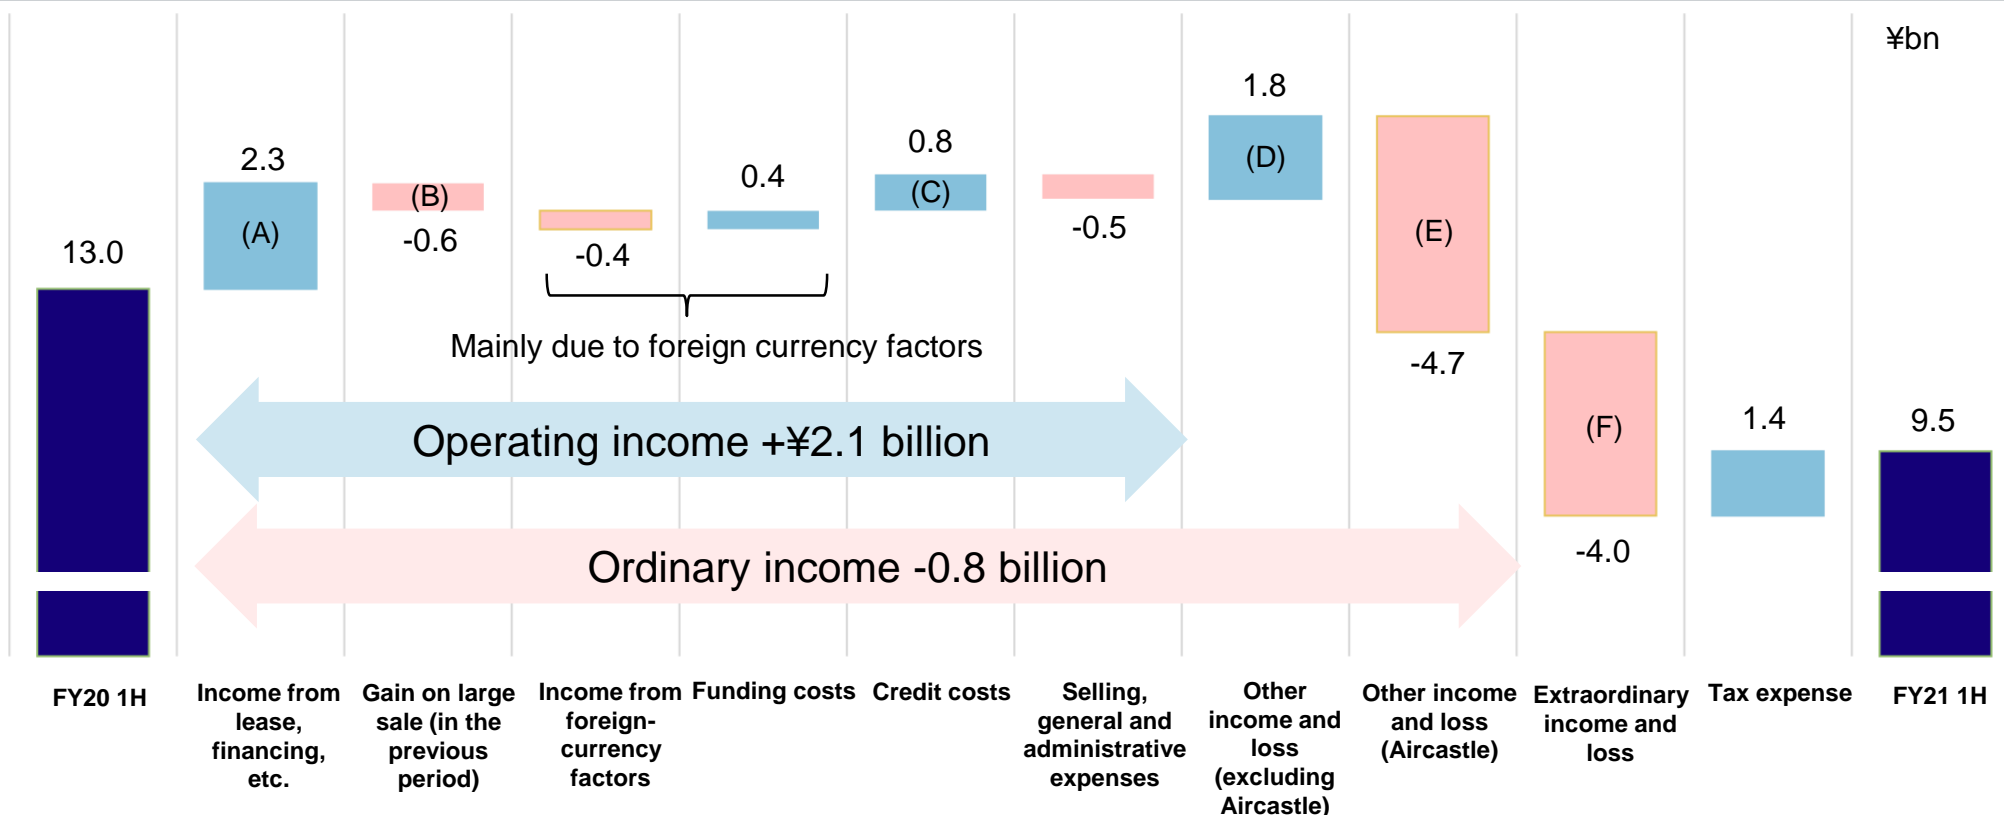 ¥bn
13.0
2.3
(A)
(B)
-0.6
-0.4
0.4
0.8
(C)
-0.5
1.8
(D)
(E)
-4.7
(F)
-4.0
1.4
9.5
Mainly due to foreign currency factors
Operating income +¥2.1 billion
Ordinary income -0.8 billion
FY20 1H
Income from
lease,
financing,
etc.
Gain on large
sale (in the
previous
period)
Income from
foreign-
currency
factors
Funding costs
Credit costs
Selling,
general and
administrative
expenses
Other
income and
loss
(excluding
Aircastle)
Other income
and loss
(Aircastle)
Extraordinary
income and
loss
Tax expense
FY21 1H